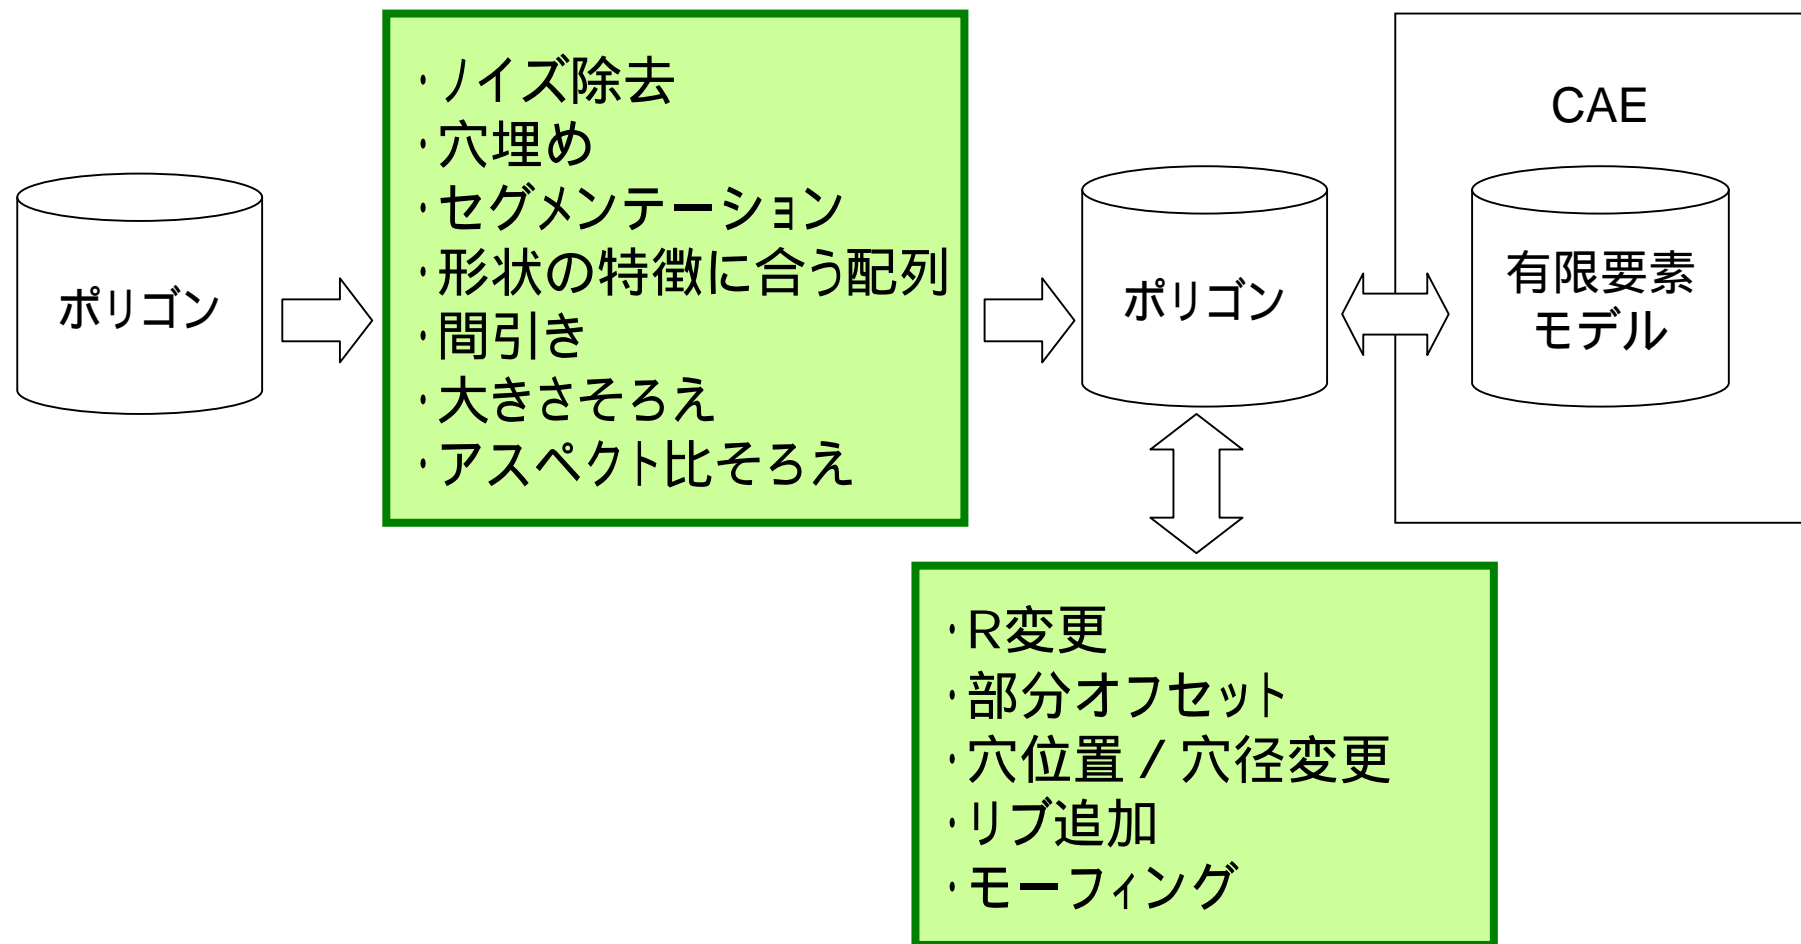 ポリゴン
・ノイズ除去
・穴埋め
・セグメンテーション
・形状の特徴に合う配列
・間引き
・大きさそろえ
・アスペクト比そろえ
ポリゴン
CAE
有限要素
モデル
・R変更
・部分オフセット
・穴位置/穴径変更
・リブ追加
・モーフィング